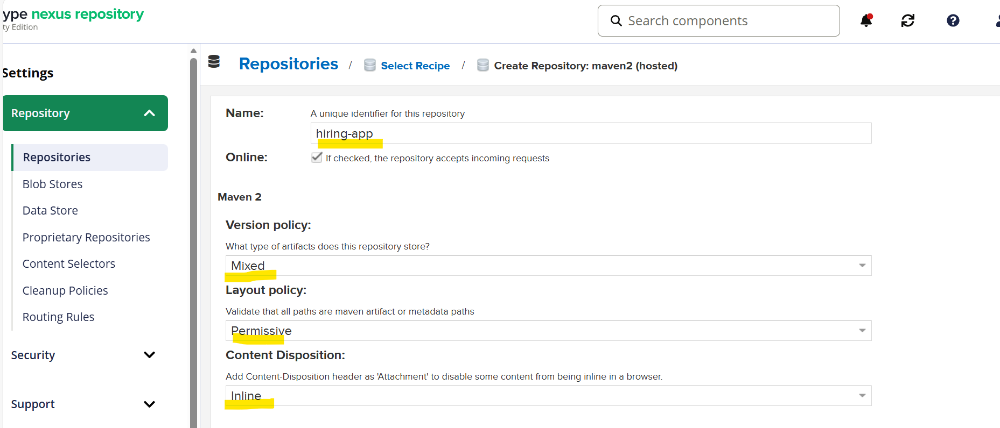 ype nexus repository
ty Edition
Search components
Settings
Repository
Repositories
Blob Stores
Data Store
Proprietary Repositories
Content Selectors
Cleanup Policies
Routing Rules
Security
Support
Repositories / Select Recipe / Create Repository: maven2 (hosted)
Name: A unique identifier for this repository
hiring-app
Online: If checked, the repository accepts incoming requests
Maven 2
Version policy:
What type of artifacts does this repository store?
Mixed
Layout policy:
Validate that all paths are maven artifact or metadata paths
Permissive
Content Disposition:
Add Content-Disposition header as 'Attachment' to disable some content from being inline in a browser.
Inline